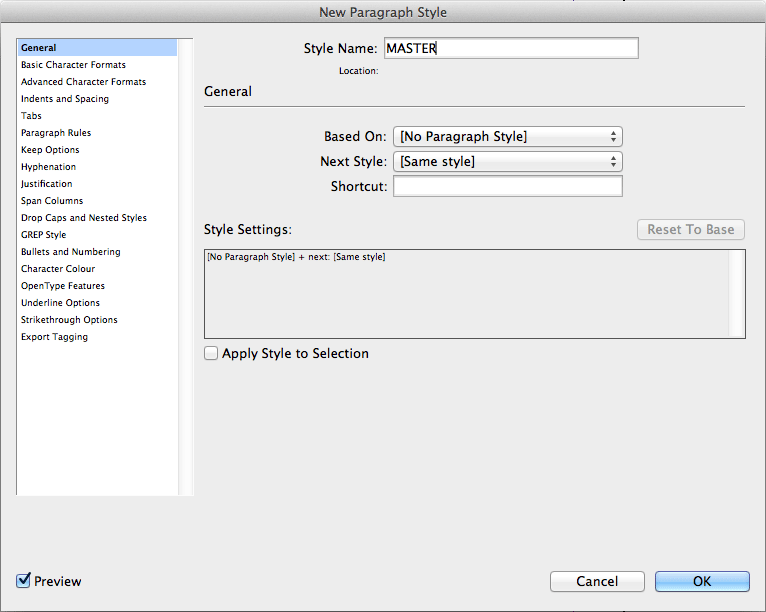 New Paragraph Style
General
Basic Character Formats
Advanced Character Formats
Indents and Spacing
Tabs
Paragraph Rules
Keep Options
Hyphenation
Justification
Span Columns
Drop Caps and Nested Styles
GREP Style
Bullets and Numbering
Character Colour
OpenType Features
Underline Options
Strikethrough Options
Export Tagging
Style Name: MASTER
Location:
General
Based On: [No Paragraph Style]
Next Style: [Same style]
Shortcut:
Style Settings: Reset To Base
[No Paragraph Style] + next: [Same style]
Apply Style to Selection
Preview Cancel OK